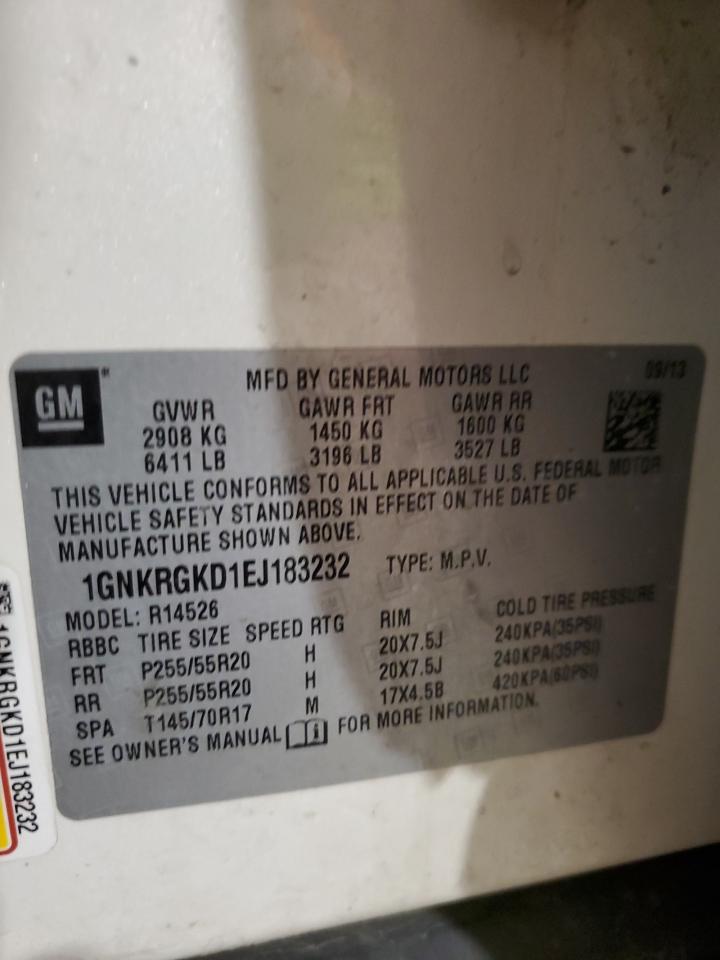 GM
MFD BY GENERAL MOTORS LLC 09/13
GVWR GAWR FRT GAWR RR
2908 KG 1450 KG 1600 KG
6411 LB 3196 LB 3527 LB
THIS VEHICLE CONFORMS TO ALL APPLICABLE U.S. FEDERAL MOTOR
VEHICLE SAFETY STANDARDS IN EFFECT ON THE DATE OF
MANUFACTURE SHOWN ABOVE.
1GNKRGKD1EJ183232 TYPE: M.P.V.
MODEL: R14526
RBBC TIRE SIZE SPEED RTG RIM COLD TIRE PRESSURE
FRT P255/55R20 H 20X7.5J 240KPA(35PSI)
RR P255/55R20 H 20X7.5J 240KPA(35PSI)
SPA T145/70R17 M 17X4.5B 420KPA(60PSI)
SEE OWNER'S MANUAL FOR MORE INFORMATION.
1GNKRGKD1EJ183232